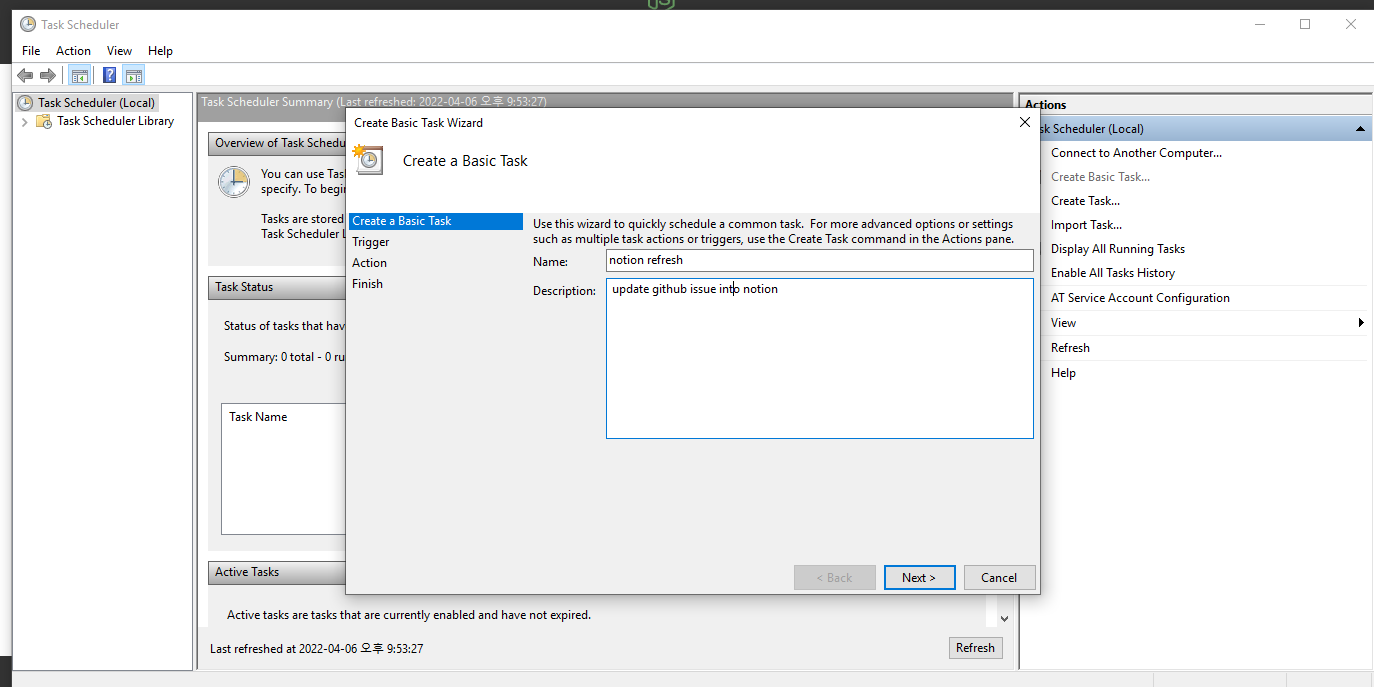 JS
Task Scheduler
File Action View Help
Task Scheduler (Local)
Task Scheduler Library
Task Scheduler Summary (Last refreshed: 2022-04-06 오후 9:53:27)
Overview of Task Schedu
You can use Tas
specify. To begi
Tasks are stored
Task Scheduler L
Task Status
Status of tasks that hav
Summary: 0 total - 0 ru
Task Name
Active Tasks
Active tasks are tasks that are currently enabled and have not expired.
Last refreshed at 2022-04-06 오후 9:53:27
Refresh
Create Basic Task Wizard
Create a Basic Task
Create a Basic Task
Trigger
Action
Finish
Use this wizard to quickly schedule a common task. For more advanced options or settings
such as multiple task actions or triggers, use the Create Task command in the Actions pane.
Name: notion refresh
Description: update github issue into notion
< Back Next > Cancel
Actions
sk Scheduler (Local)
Connect to Another Computer...
Create Basic Task...
Create Task...
Import Task...
Display All Running Tasks
Enable All Tasks History
AT Service Account Configuration
View
Refresh
Help